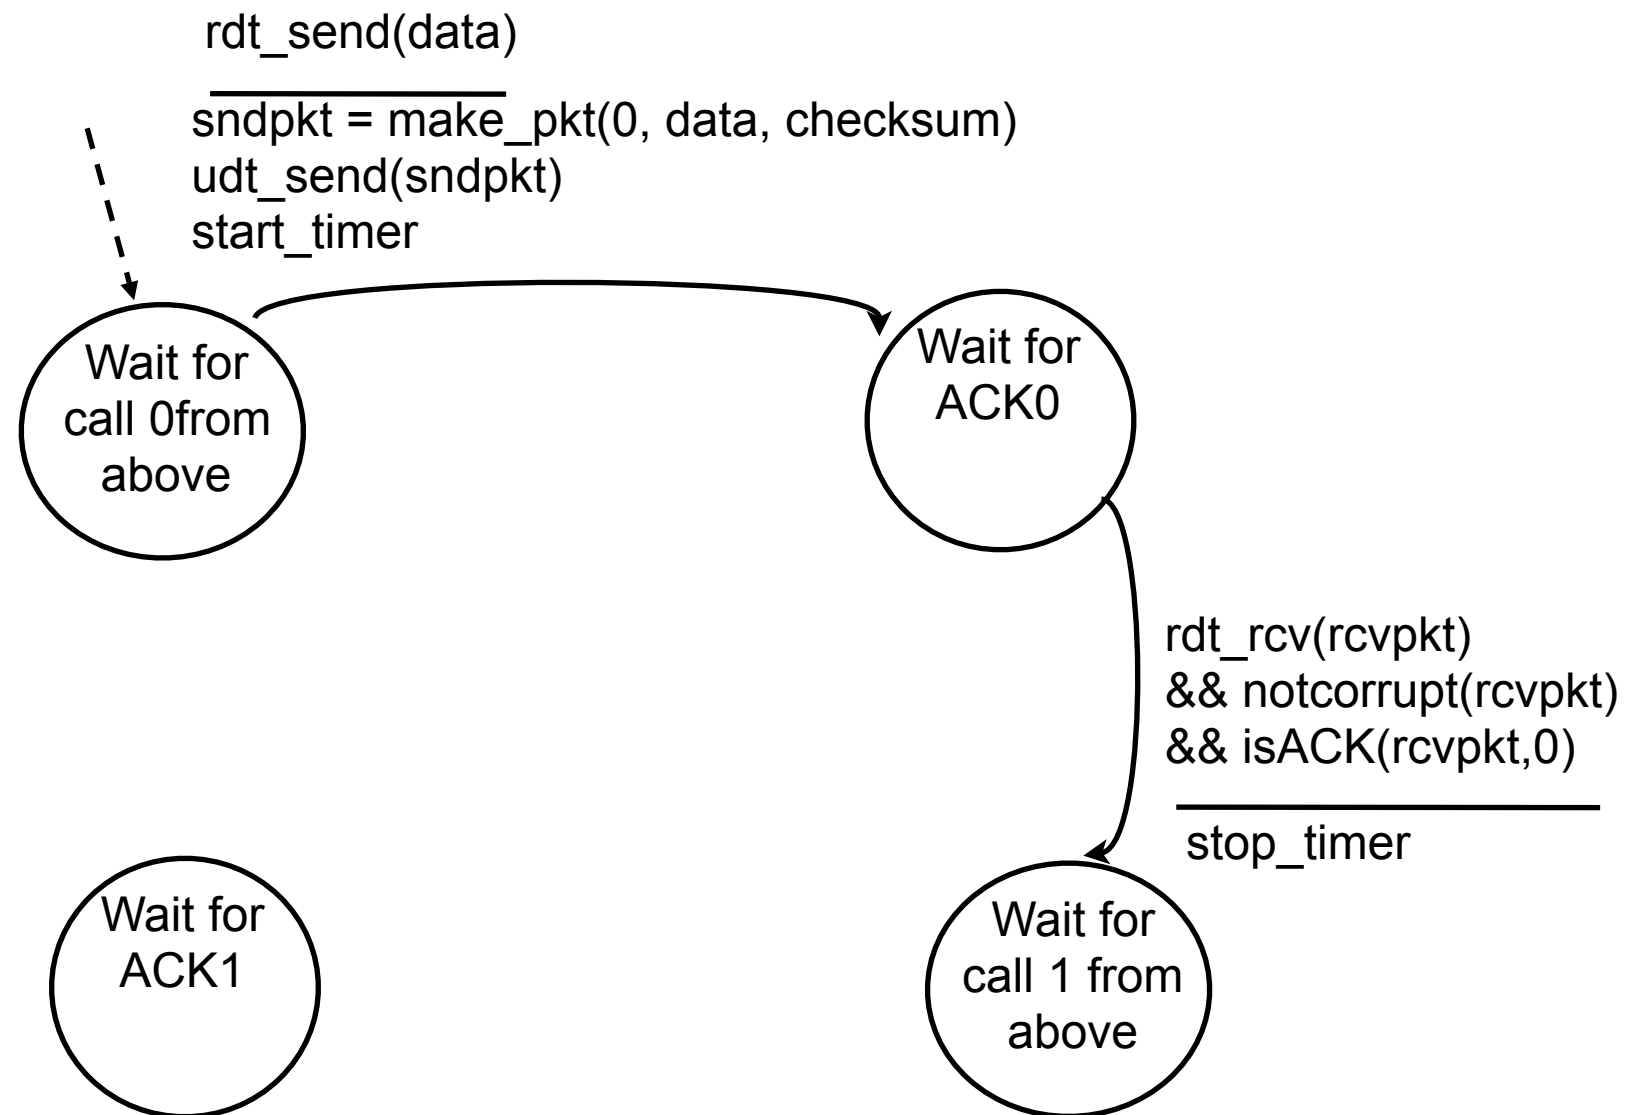 rdt_send(data)
sndpkt = make_pkt(0, data, checksum)
udt_send(sndpkt)
start_timer
Wait for
call 0from
above
Wait for
ACK0
rdt_rcv(rcvpkt)
&& notcorrupt(rcvpkt)
&& isACK(rcvpkt,0)
stop_timer
Wait for
ACK1
Wait for
call 1 from
above